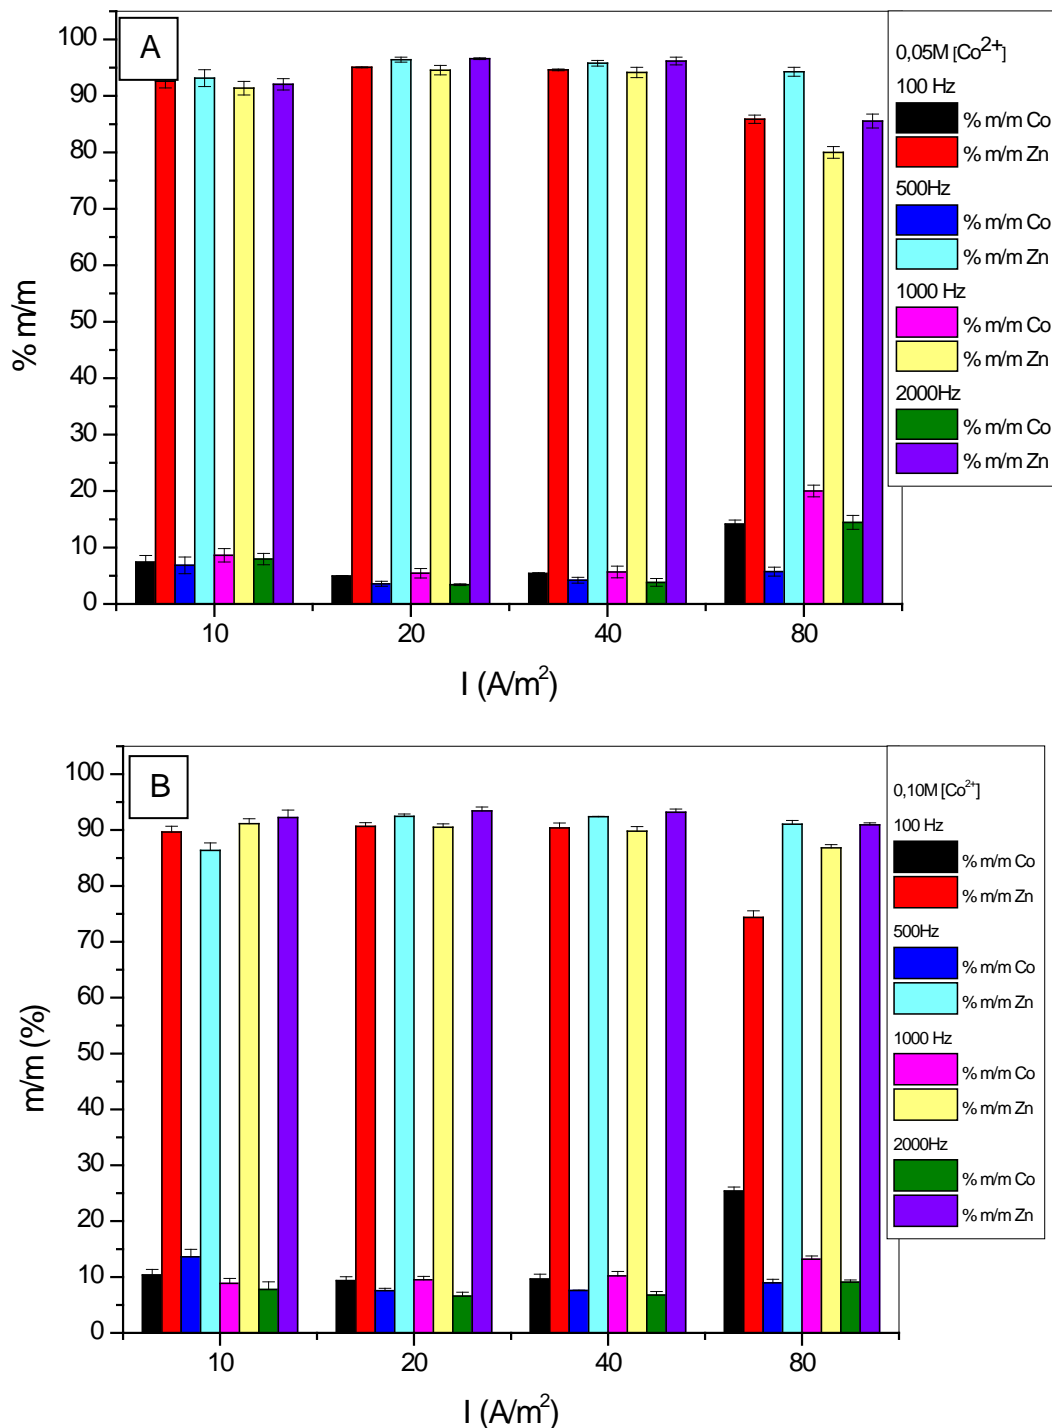 A
0,05M [Co2+]
100 Hz
% m/m Co
% m/m Zn
500Hz
% m/m Co
% m/m Zn
1000 Hz
% m/m Co
% m/m Zn
2000Hz
% m/m Co
% m/m Zn
% m/m
100
90
80
70
60
50
40
30
20
10
0
10 20 40 80
I (A/m2)
B
0,10M [Co2+]
100 Hz
% m/m Co
% m/m Zn
500Hz
% m/m Co
% m/m Zn
1000 Hz
% m/m Co
% m/m Zn
2000Hz
% m/m Co
% m/m Zn
m/m (%)
100
90
80
70
60
50
40
30
20
10
0
10 20 40 80
I (A/m2)